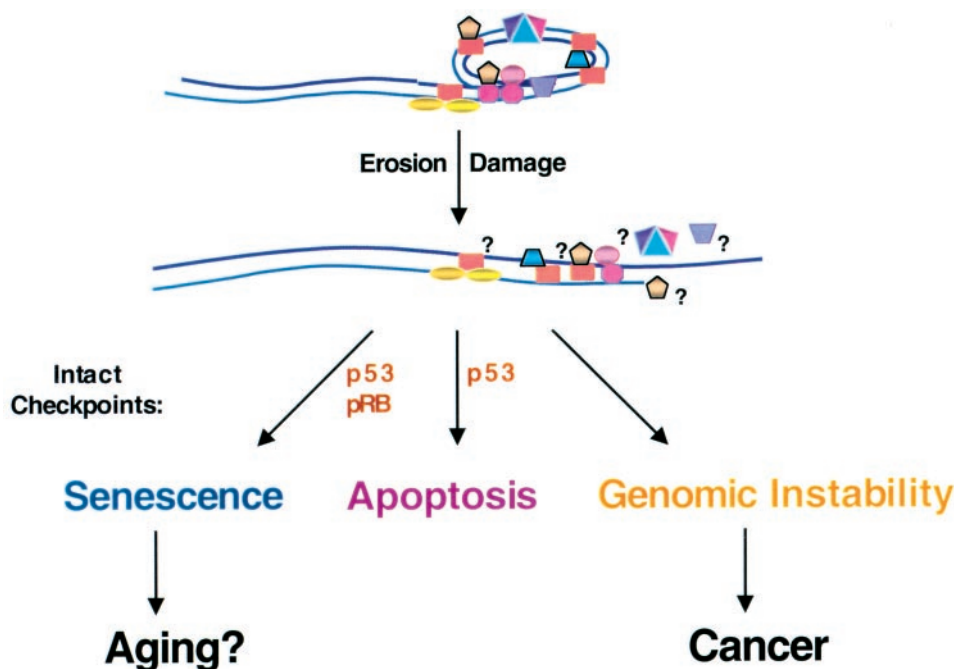 Erosion Damage
? ? ? ?
?
Intact
Checkpoints:
p53
pRB
p53
Senescence Apoptosis Genomic Instability
Aging? Cancer